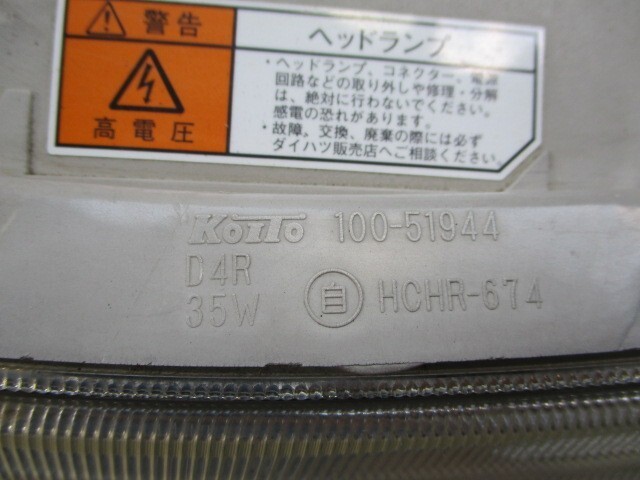 警告
高電圧
ヘッドランプ
・ヘッドランプ、コネクター、電源
回路などの取り外しや修理・分解
は、絶対に行わないでください。
感電の恐れがあります。
・故障、交換、廃棄の際には必ず
ダイハツ販売店へご相談ください。
KOITO 100-51944
D4R
35W 自 HCHR-674